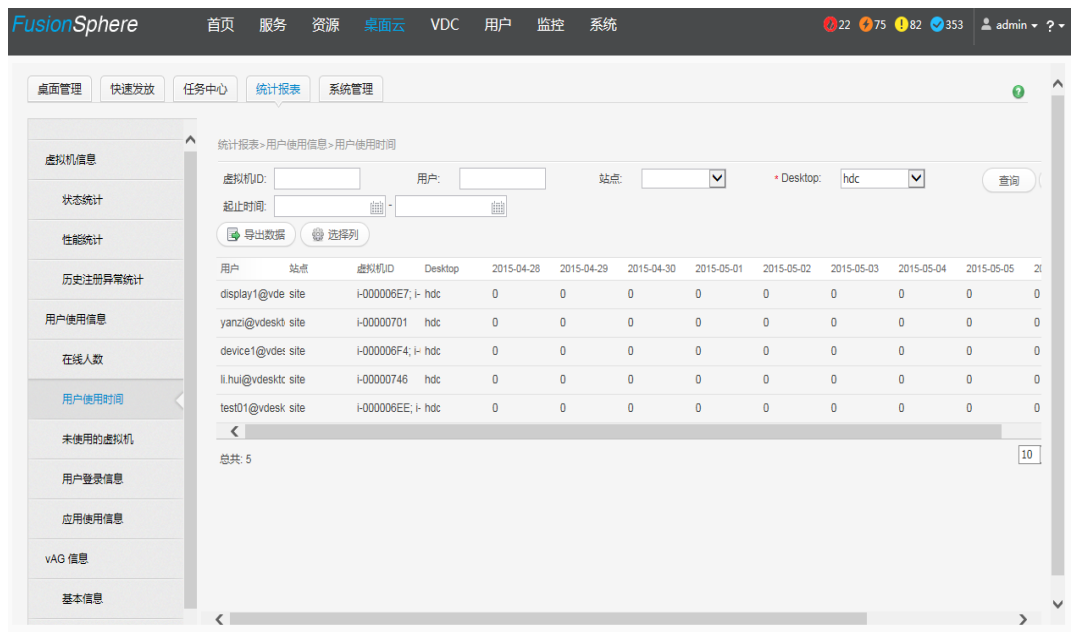 FusionSphere 首页 服务 资源 桌面云 VDC 用户 监控 系统 22 75 82 353 admin ?
桌面管理 快速发放 任务中心 统计报表 系统管理 ?
虚拟机信息
状态统计
性能统计
历史注册异常统计
用户使用信息
在线人数
用户使用时间
未使用的虚拟机
用户登录信息
应用使用信息
vAG 信息
基本信息
统计报表>用户使用信息>用户使用时间
虚拟机ID: 用户: 站点: * Desktop: hdc 查询
起止时间: -
导出数据 选择列
用户 站点 虚拟机ID Desktop 2015-04-28 2015-04-29 2015-04-30 2015-05-01 2015-05-02 2015-05-03 2015-05-04 2015-05-05 20
display1@vde site i-000006E7; i- hdc 0 0 0 0 0 0 0 0 0
yanzi@vdeskt site i-00000701 hdc 0 0 0 0 0 0 0 0 0
device1@vdes site i-000006F4; i- hdc 0 0 0 0 0 0 0 0 0
li.hui@vdesktc site i-00000746 hdc 0 0 0 0 0 0 0 0 0
test01@vdesk site i-000006EE; i- hdc 0 0 0 0 0 0 0 0 0
总共: 5 10